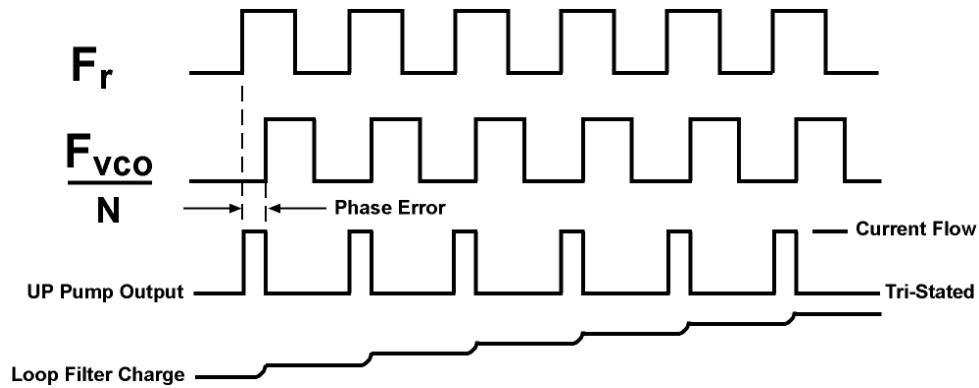 Fr
Fvco
N
Phase Error
Current Flow
UP Pump Output
Tri-Stated
Loop Filter Charge